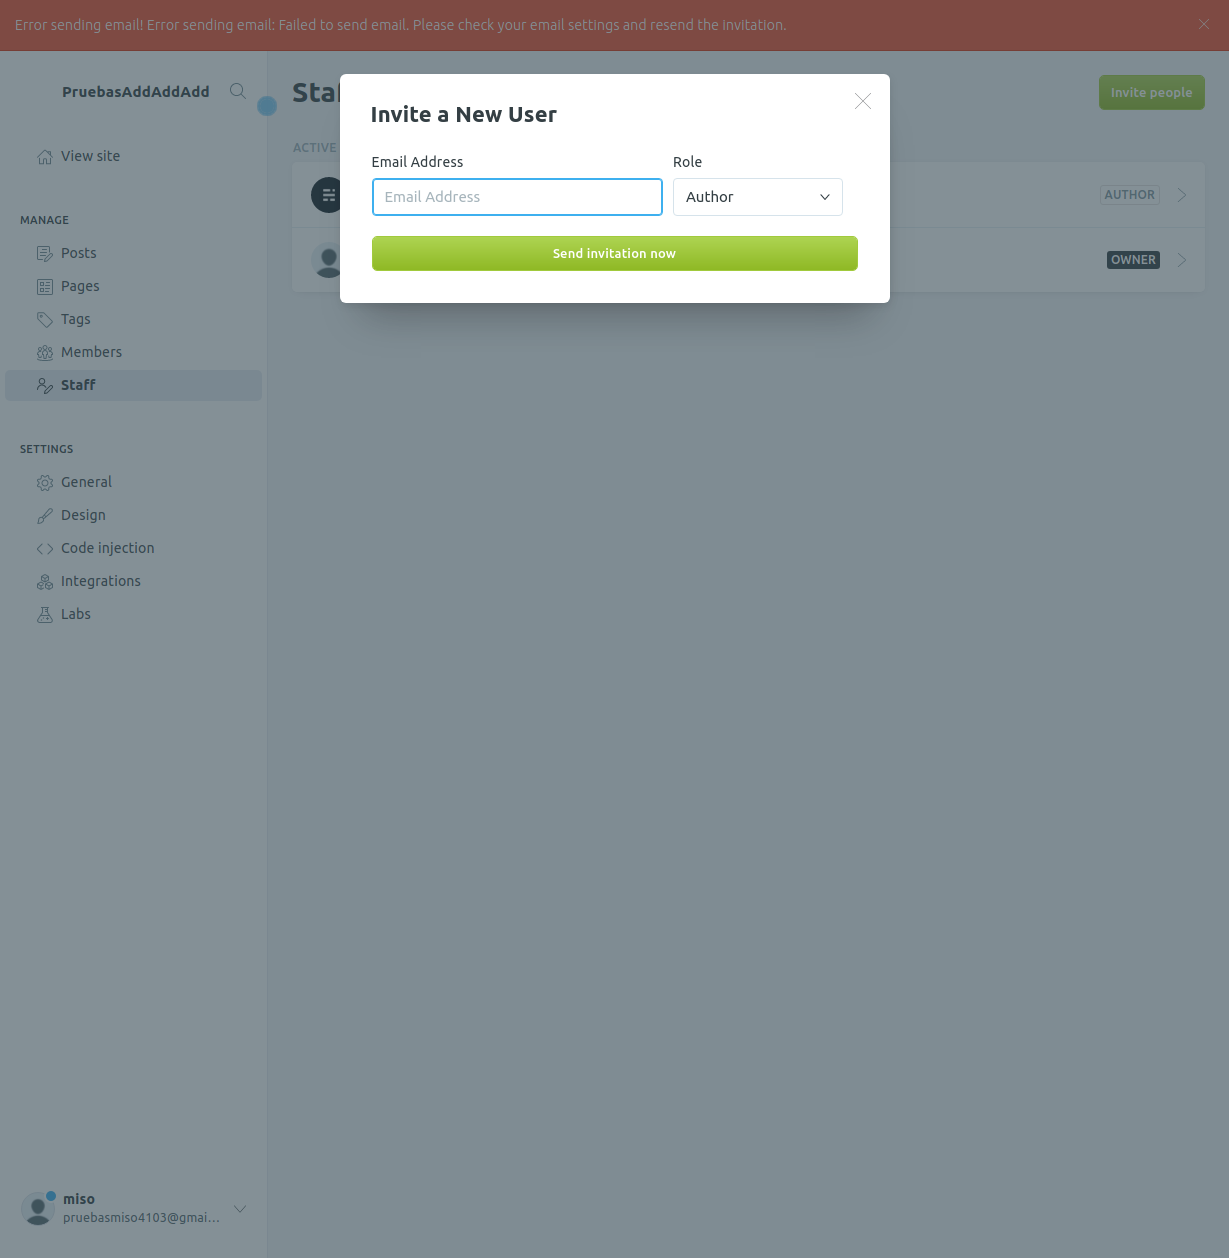 Error sending email! Error sending email: Failed to send email. Please check your email settings and resend the invitation.
PruebasAddAddAdd
View site
MANAGE
Posts
Pages
Tags
Members
Staff
SETTINGS
General
Design
Code injection
Integrations
Labs
miso
pruebasmiso4103@gmai...
Invite people
ACTIVE
AUTHOR
OWNER
Invite a New User
Email Address
Role
Email Address
Author
Send invitation now